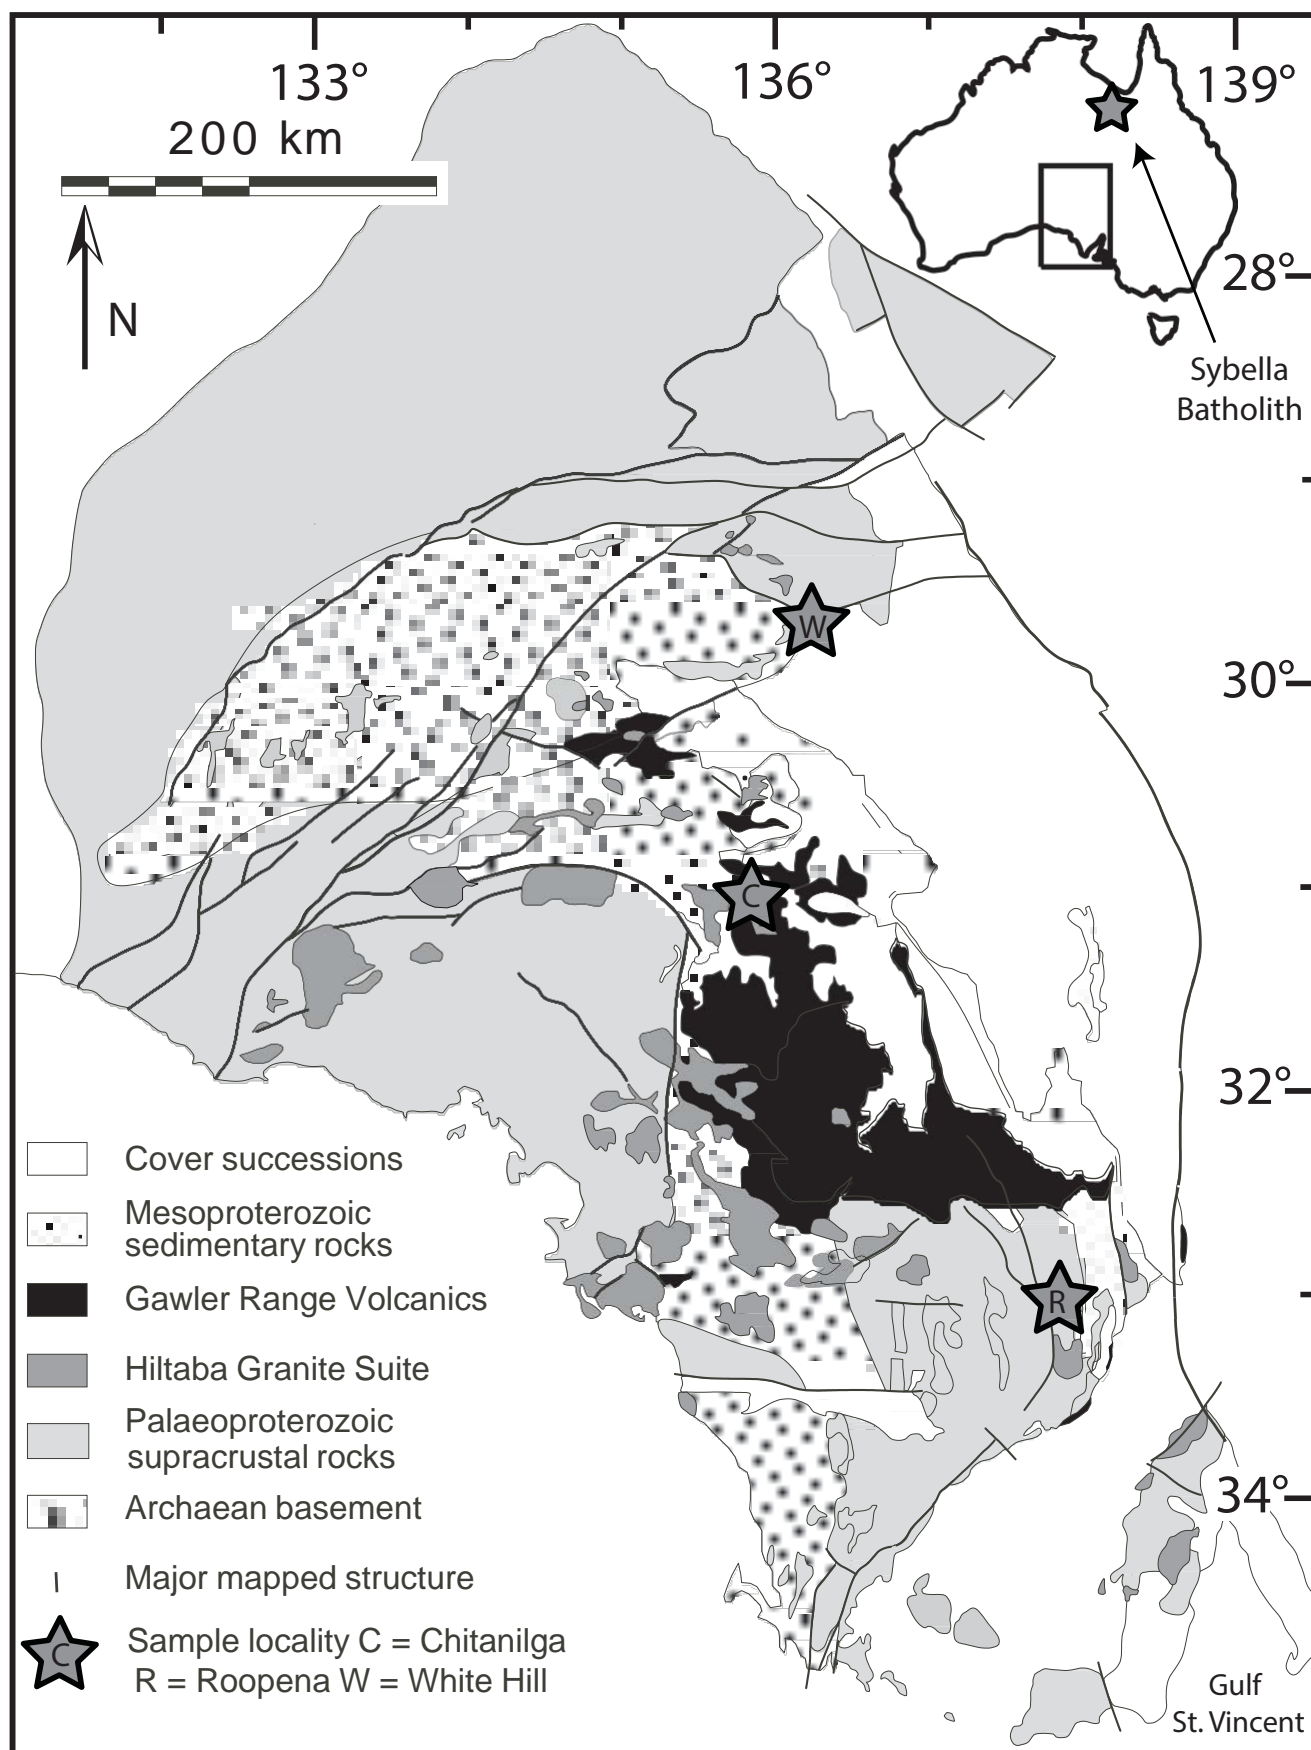 133°
136°
139°
200 km
N
28°
Sybella
Batholith
W
30°
C
32°
R
34°
Cover successions
Mesoproterozoic
sedimentary rocks
Gawler Range Volcanics
Hiltaba Granite Suite
Palaeoproterozoic
supracrustal rocks
Archaean basement
Major mapped structure
C
Sample locality C = Chitanilga
R = Roopena W = White Hill
Gulf
St. Vincent